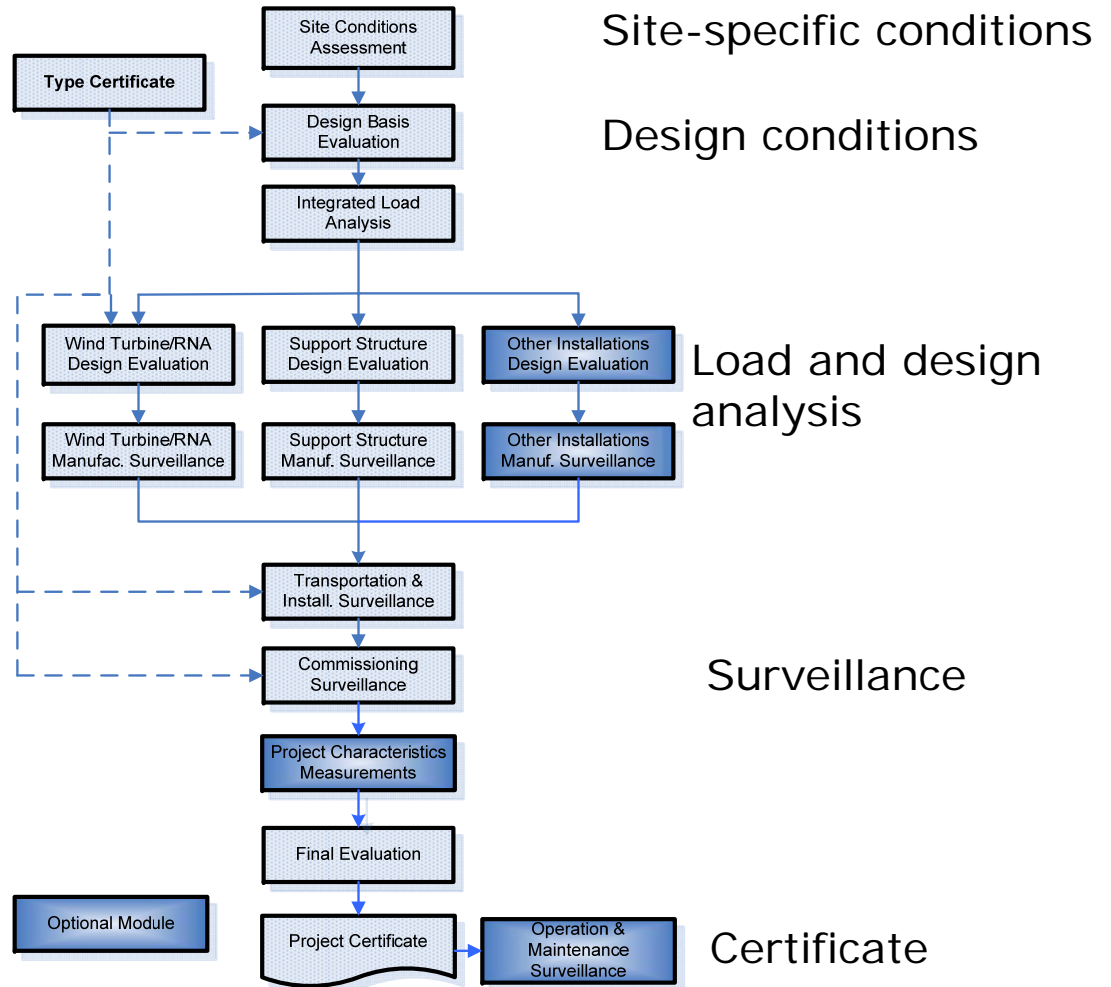 Site Conditions
Assessment
Site-specific conditions
Type Certificate
Design Basis
Evaluation
Design conditions
Integrated Load
Analysis
Wind Turbine/RNA
Design Evaluation
Support Structure
Design Evaluation
Other Installations
Design Evaluation
Load and design
analysis
Wind Turbine/RNA
Manufac. Surveillance
Support Structure
Manuf. Surveillance
Other Installations
Manuf. Surveillance
Transportation &
Install. Surveillance
Commissioning
Surveillance
Surveillance
Project Characteristics
Measurements
Final Evaluation
Optional Module
Project Certificate
Operation &
Maintenance
Surveillance
Certificate